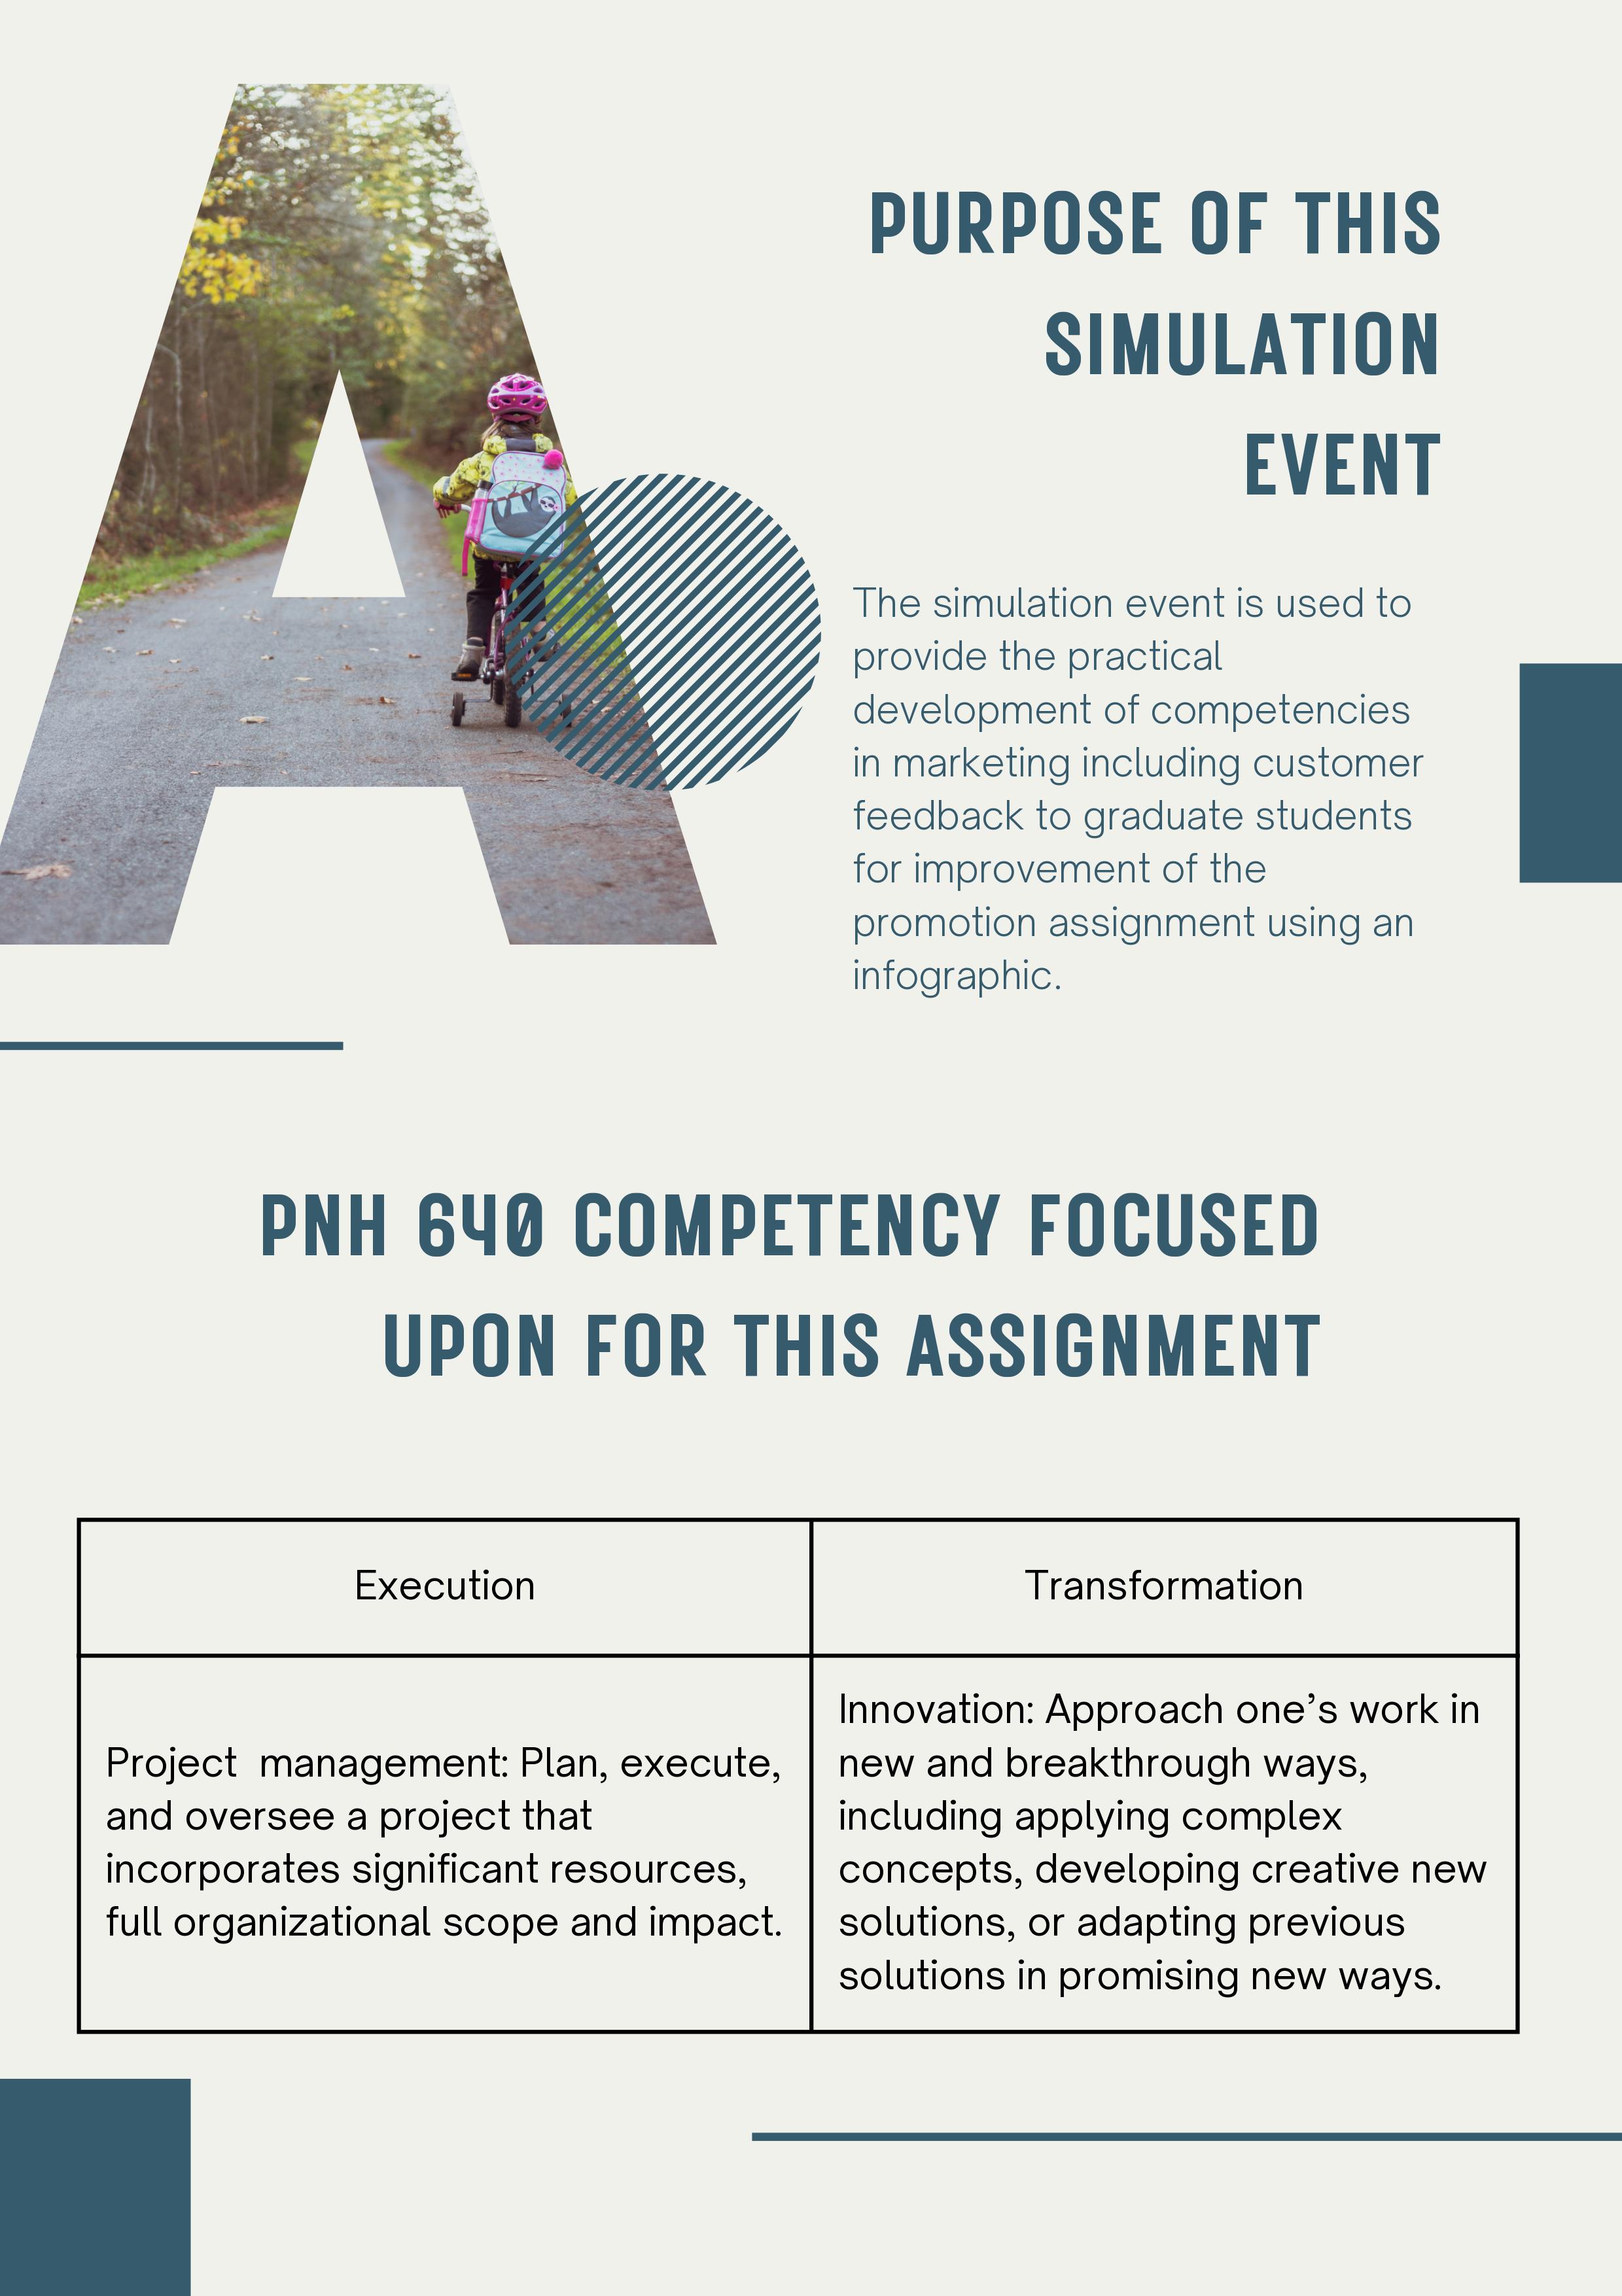 PURPOSE OF THIS
SIMULATION
EVENT
The simulation event is used to
provide the practical
development of competencies
in marketing including customer
feedback to graduate students
for improvement of the
promotion assignment using an
infographic.
PNH 640 COMPETENCY FOCUSED
UPON FOR THIS ASSIGNMENT
Execution
Transformation
Project  management: Plan, execute,
and oversee a project that
incorporates significant resources,
full organizational scope and impact.
Innovation: Approach one’s work in
new and breakthrough ways,
including applying complex
concepts, developing creative new
solutions, or adapting previous
solutions in promising new ways.